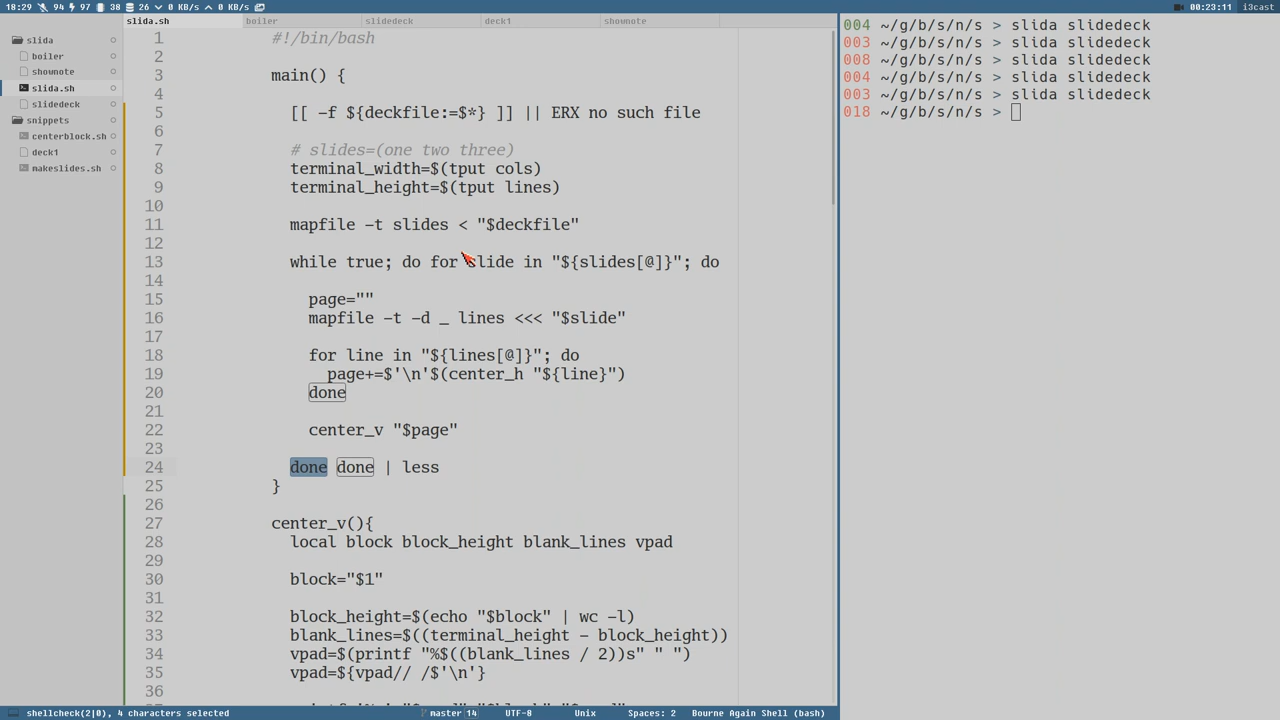 18:29 94 97 38 26 0 KB/s 0 KB/s
00:23:11 i3cast
slida.sh boiler slidedeck deck1 shownote
slida
boiler
shownote
slida.sh
slidedeck
snippets
centerblock.sh
deck1
makeslides.sh
1 #!/bin/bash
2
3 main() {
4
5 [[ -f ${deckfile:=$*} ]] || ERX no such file
6
7 # slides=(one two three)
8 terminal_width=$(tput cols)
9 terminal_height=$(tput lines)
10
11 mapfile -t slides < "$deckfile"
12
13 while true; do for slide in "${slides[@]}"; do
14
15 page=""
16 mapfile -t -d _ lines <<< "$slide"
17
18 for line in "${lines[@]}"; do
19 page+=$'\n'$(center_h "${line}")
20 done
21
22 center_v "$page"
23
24 done done | less
25 }
26
27 center_v(){
28 local block block_height blank_lines vpad
29
30 block="$1"
31
32 block_height=$(echo "$block" | wc -l)
33 blank_lines=$((terminal_height - block_height))
34 vpad=$(printf "%$((blank_lines / 2))s" " ")
35 vpad=${vpad// /$'\n'}
36
004 ~/g/b/s/n/s > slida slidedeck
003 ~/g/b/s/n/s > slida slidedeck
008 ~/g/b/s/n/s > slida slidedeck
004 ~/g/b/s/n/s > slida slidedeck
003 ~/g/b/s/n/s > slida slidedeck
018 ~/g/b/s/n/s >
shellcheck(2|0), 4 characters selected master 14 UTF-8 Unix Spaces: 2 Bourne Again Shell (bash)